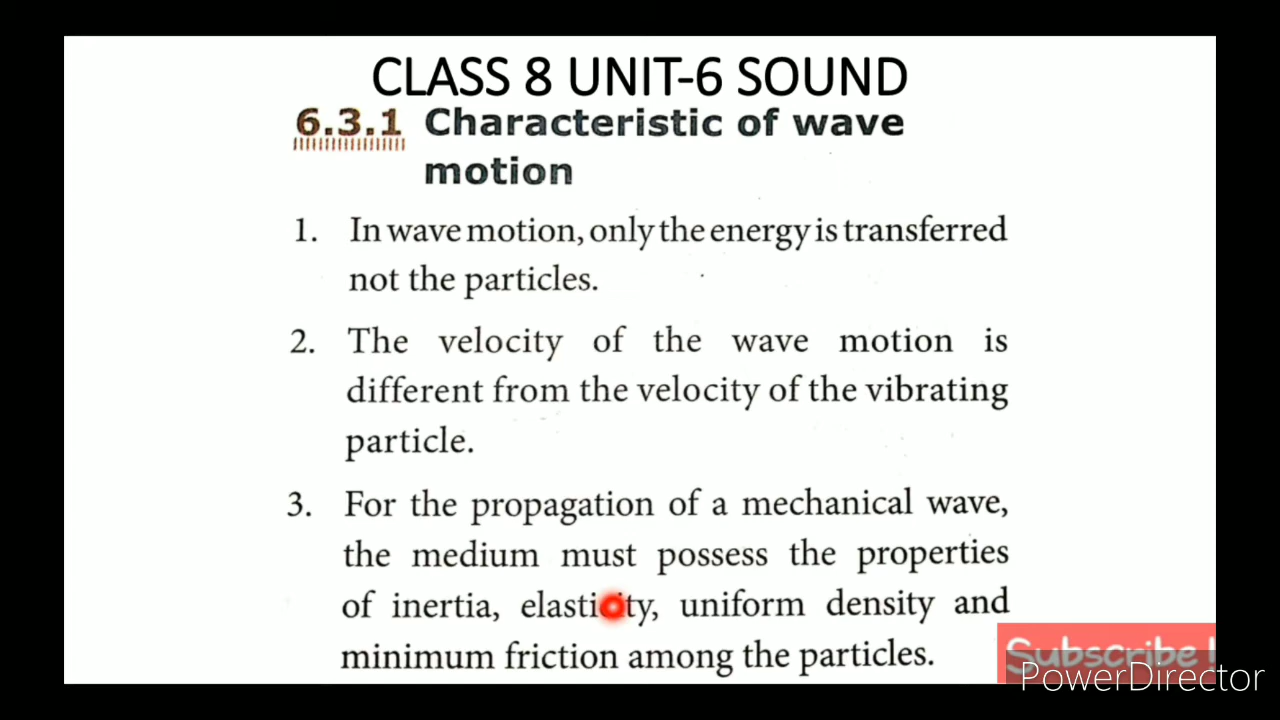 CLASS 8 UNIT-6 SOUND
6.3.1 Characteristic of wave
motion
1. In wave motion, only the energy is transferred
not the particles.
2. The velocity of the wave motion is
different from the velocity of the vibrating
particle.
3. For the propagation of a mechanical wave,
the medium must possess the properties
of inertia, elasticity, uniform density and
minimum friction among the particles.
Subscribe !
PowerDirector